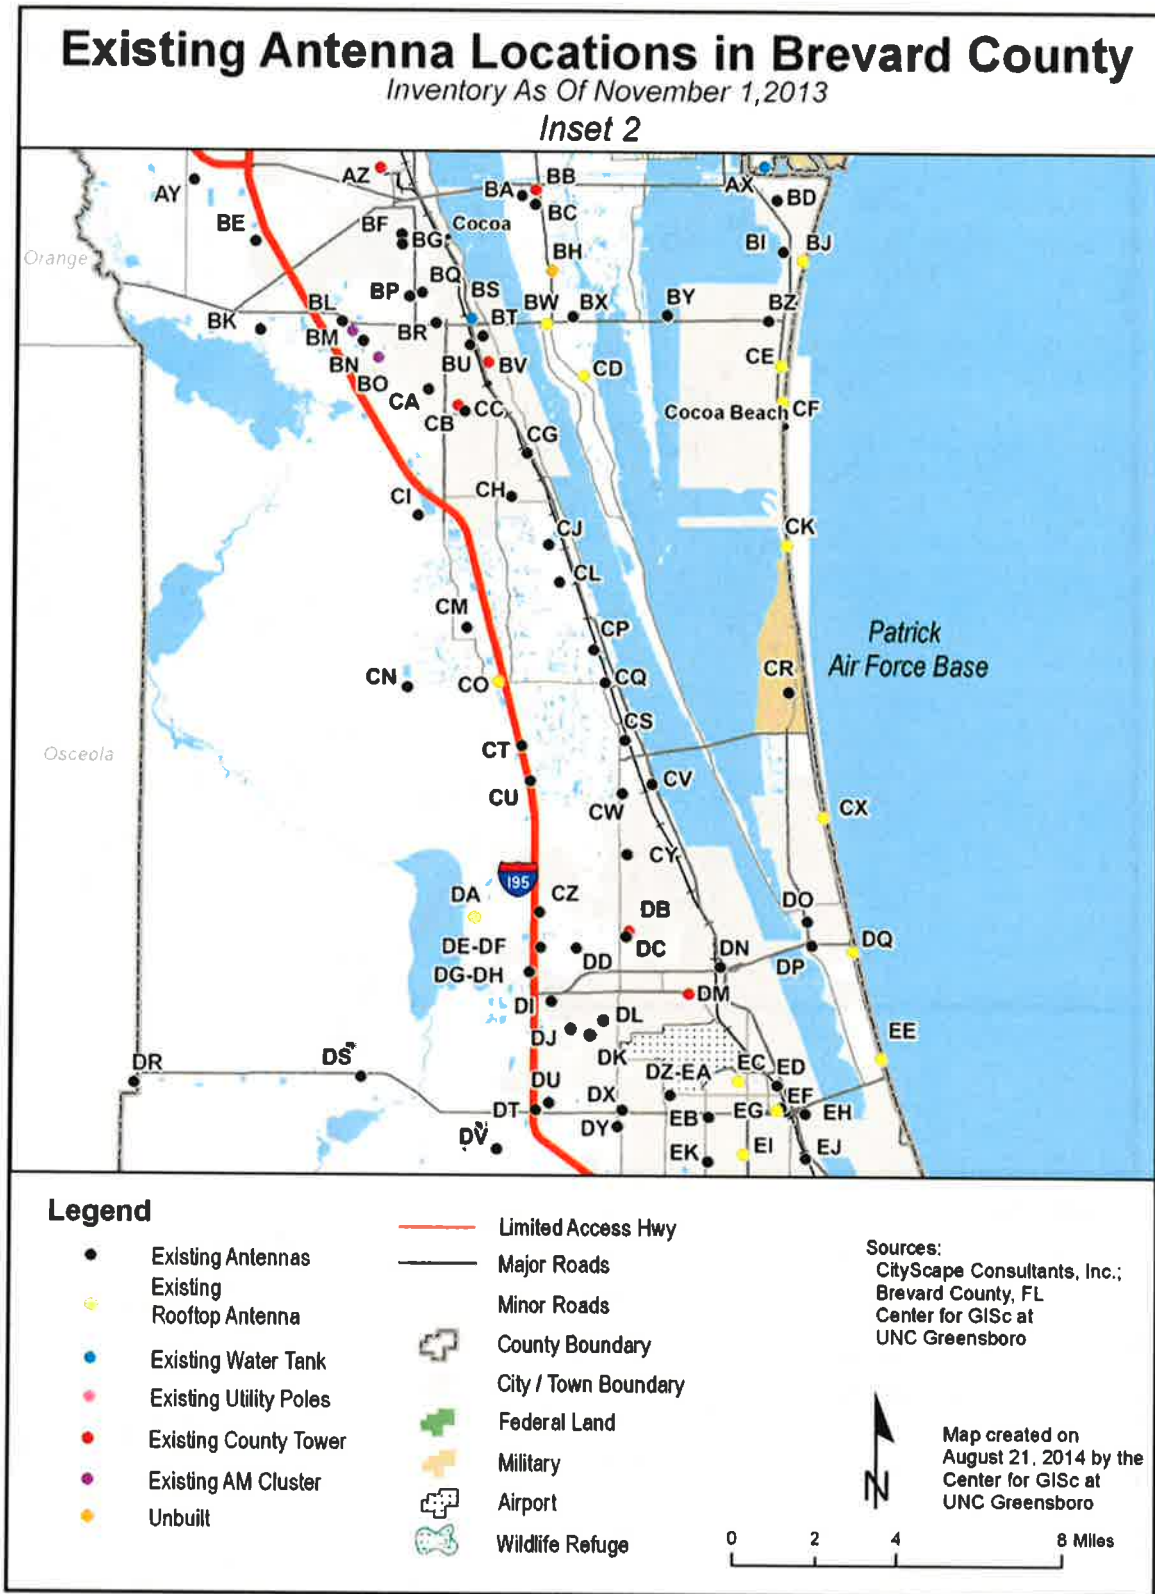 Existing Antenna Locations in Brevard County
Inventory As Of November 1,2013
Inset 2
AY
AZ
BA
BB
BC
AX
BD
BE
BF
BG
Cocoa
BH
BI
BJ
Orange
BP
BQ
BS
BL
BK
BM
BR
BT
BW
BX
BY
BZ
BN
BO
BU
BV
CD
CE
CA
CB
CC
Cocoa Beach
CF
CG
CI
CH
CJ
CK
CL
CM
CP
Patrick
Air Force Base
CN
CO
CQ
CR
CS
Osceola
CT
CU
CV
CW
CX
CY
195
DA
CZ
DB
DO
DE-DF
DD
DC
DN
DP
DQ
DG-DH
DI
DM
DL
DJ
DK
EE
DR
DS
DZ-EA
EC
ED
DU
DT
DX
EB
EG
EF
EH
DV
DY
EK
EI
EJ
Legend
Existing Antennas
Existing
Rooftop Antenna
Existing Water Tank
Existing Utility Poles
Existing County Tower
Existing AM Cluster
Unbuilt
Limited Access Hwy
Major Roads
Minor Roads
County Boundary
City / Town Boundary
Federal Land
Military
Airport
Wildlife Refuge
Sources:
CityScape Consultants, Inc.;
Brevard County, FL
Center for GISc at
UNC Greensboro
N
Map created on
August 21, 2014 by the
Center for GISc at
UNC Greensboro
0 2 4 8 Miles